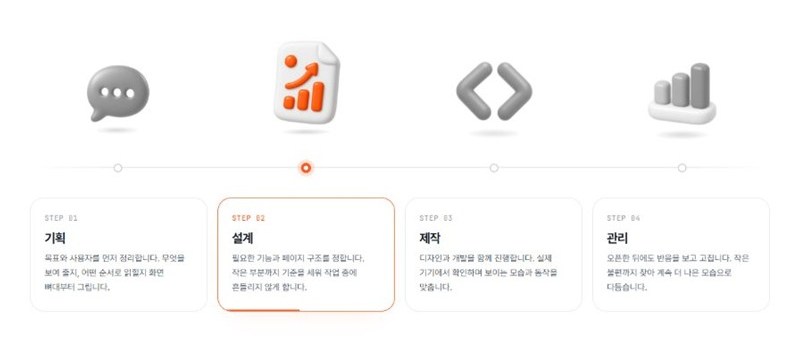 STEP 01
기획
목표와 사용자를 먼저 정리합니다. 무엇을
보여 줄지, 어떤 순서로 읽힐지 화면
뼈대부터 그립니다.
STEP 02
설계
필요한 기능과 페이지 구조를 정합니다.
작은 부분까지 기준을 세워 작업 중에
흔들리지 않게 합니다.
STEP 03
제작
디자인과 개발을 함께 진행합니다. 실제
기기에서 확인하며 보이는 모습과 동작을
맞춥니다.
STEP 04
관리
오픈한 뒤에도 반응을 보고 고칩니다. 작은
불편까지 찾아 계속 더 나은 모습으로
다듬습니다.